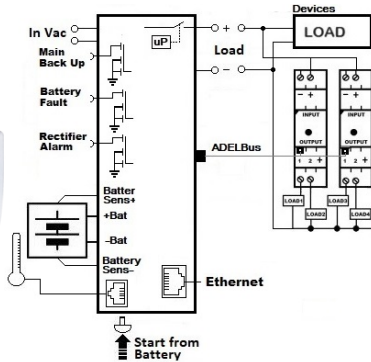 Devices
In Vac
+
uP
LOAD
Main
Back Up
Load
−
− +
− +
Battery
Fault
INPUT
INPUT
OUTPUT
OUTPUT
Rectifier
Alarm
ADELBus
1 2 +
1 2 +
Batter
Sens+
LOAD1
LOAD3
+Bat
LOAD2
LOAD4
–Bat
Battery
Sens–
Ethernet
Start from
Battery